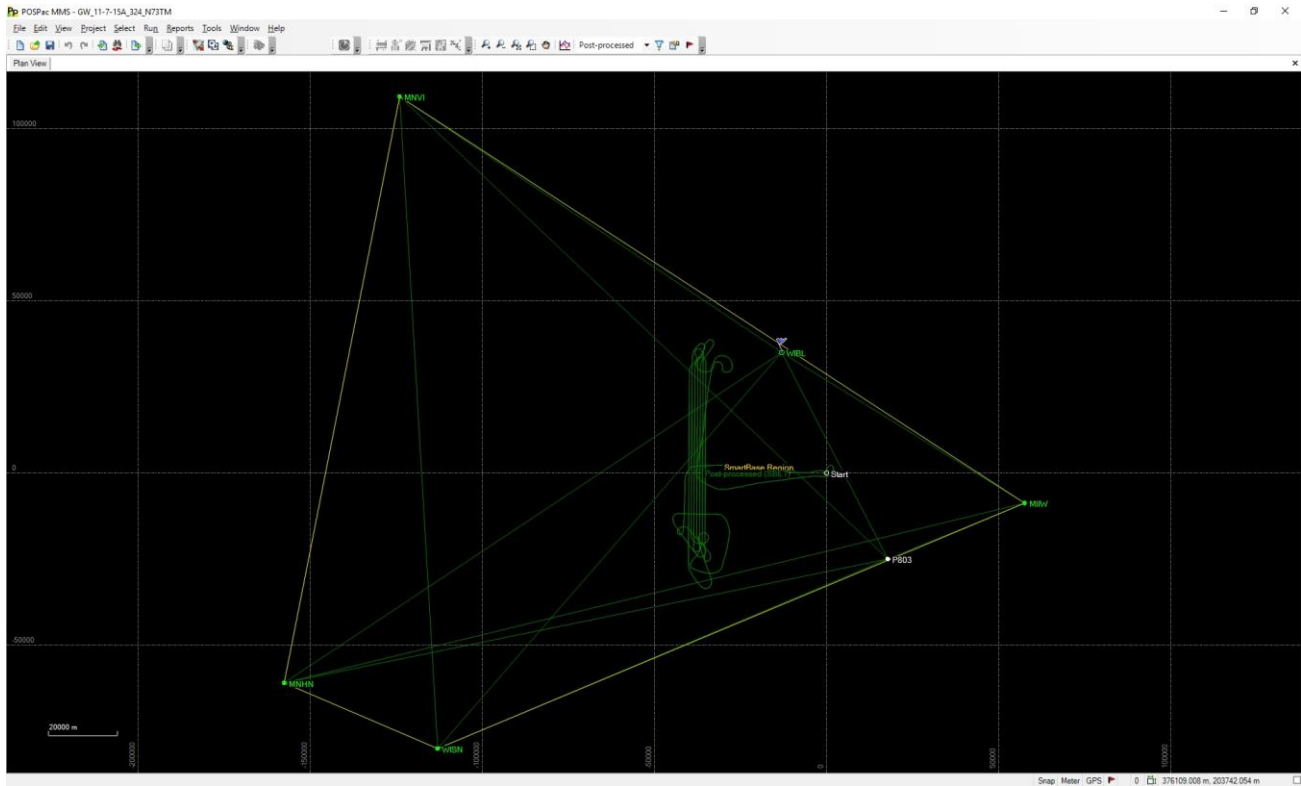 POSPac MMS - GW_11-7-15A_324_N73TM
File Edit View Project Select Run Reports Tools Window Help
Post-processed
Plan View
MNVI
100000
50000
WIBL
0
SmartBase Region
Start
MIIW
P803
-50000
MNHN
20000 m
WISN
-200000
-150000
-100000
-50000
0
50000
100000
Snap Meter GPS 0 376109.008 m, 203742.054 m